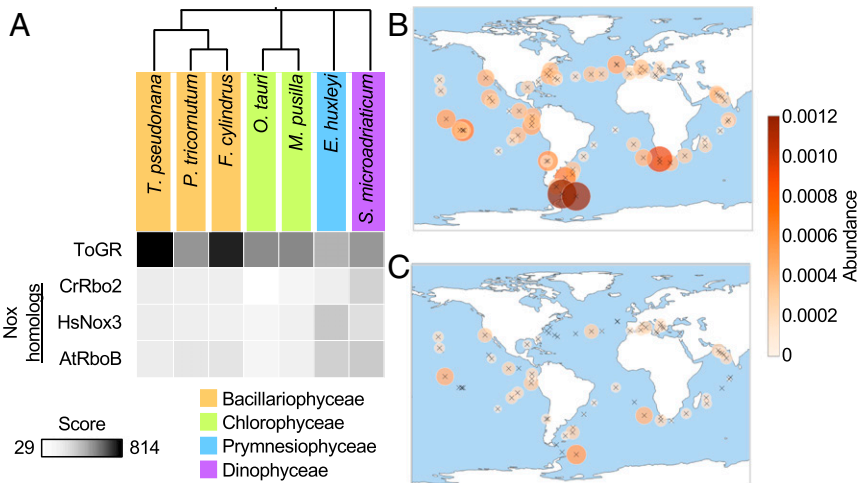 A
T. pseudonana
P. tricornutum
F. cylindrus
O. tauri
M. pusilla
E. huxleyi
S. microadriaticum
ToGR
CrRbo2
HsNox3
AtRboB
Nox
homologs
Score
29
814
Bacillariophyceae
Chlorophyceae
Prymnesiophyceae
Dinophyceae
B
C
0.0012
0.0010
0.0008
0.0006
0.0004
0.0002
0
Abundance